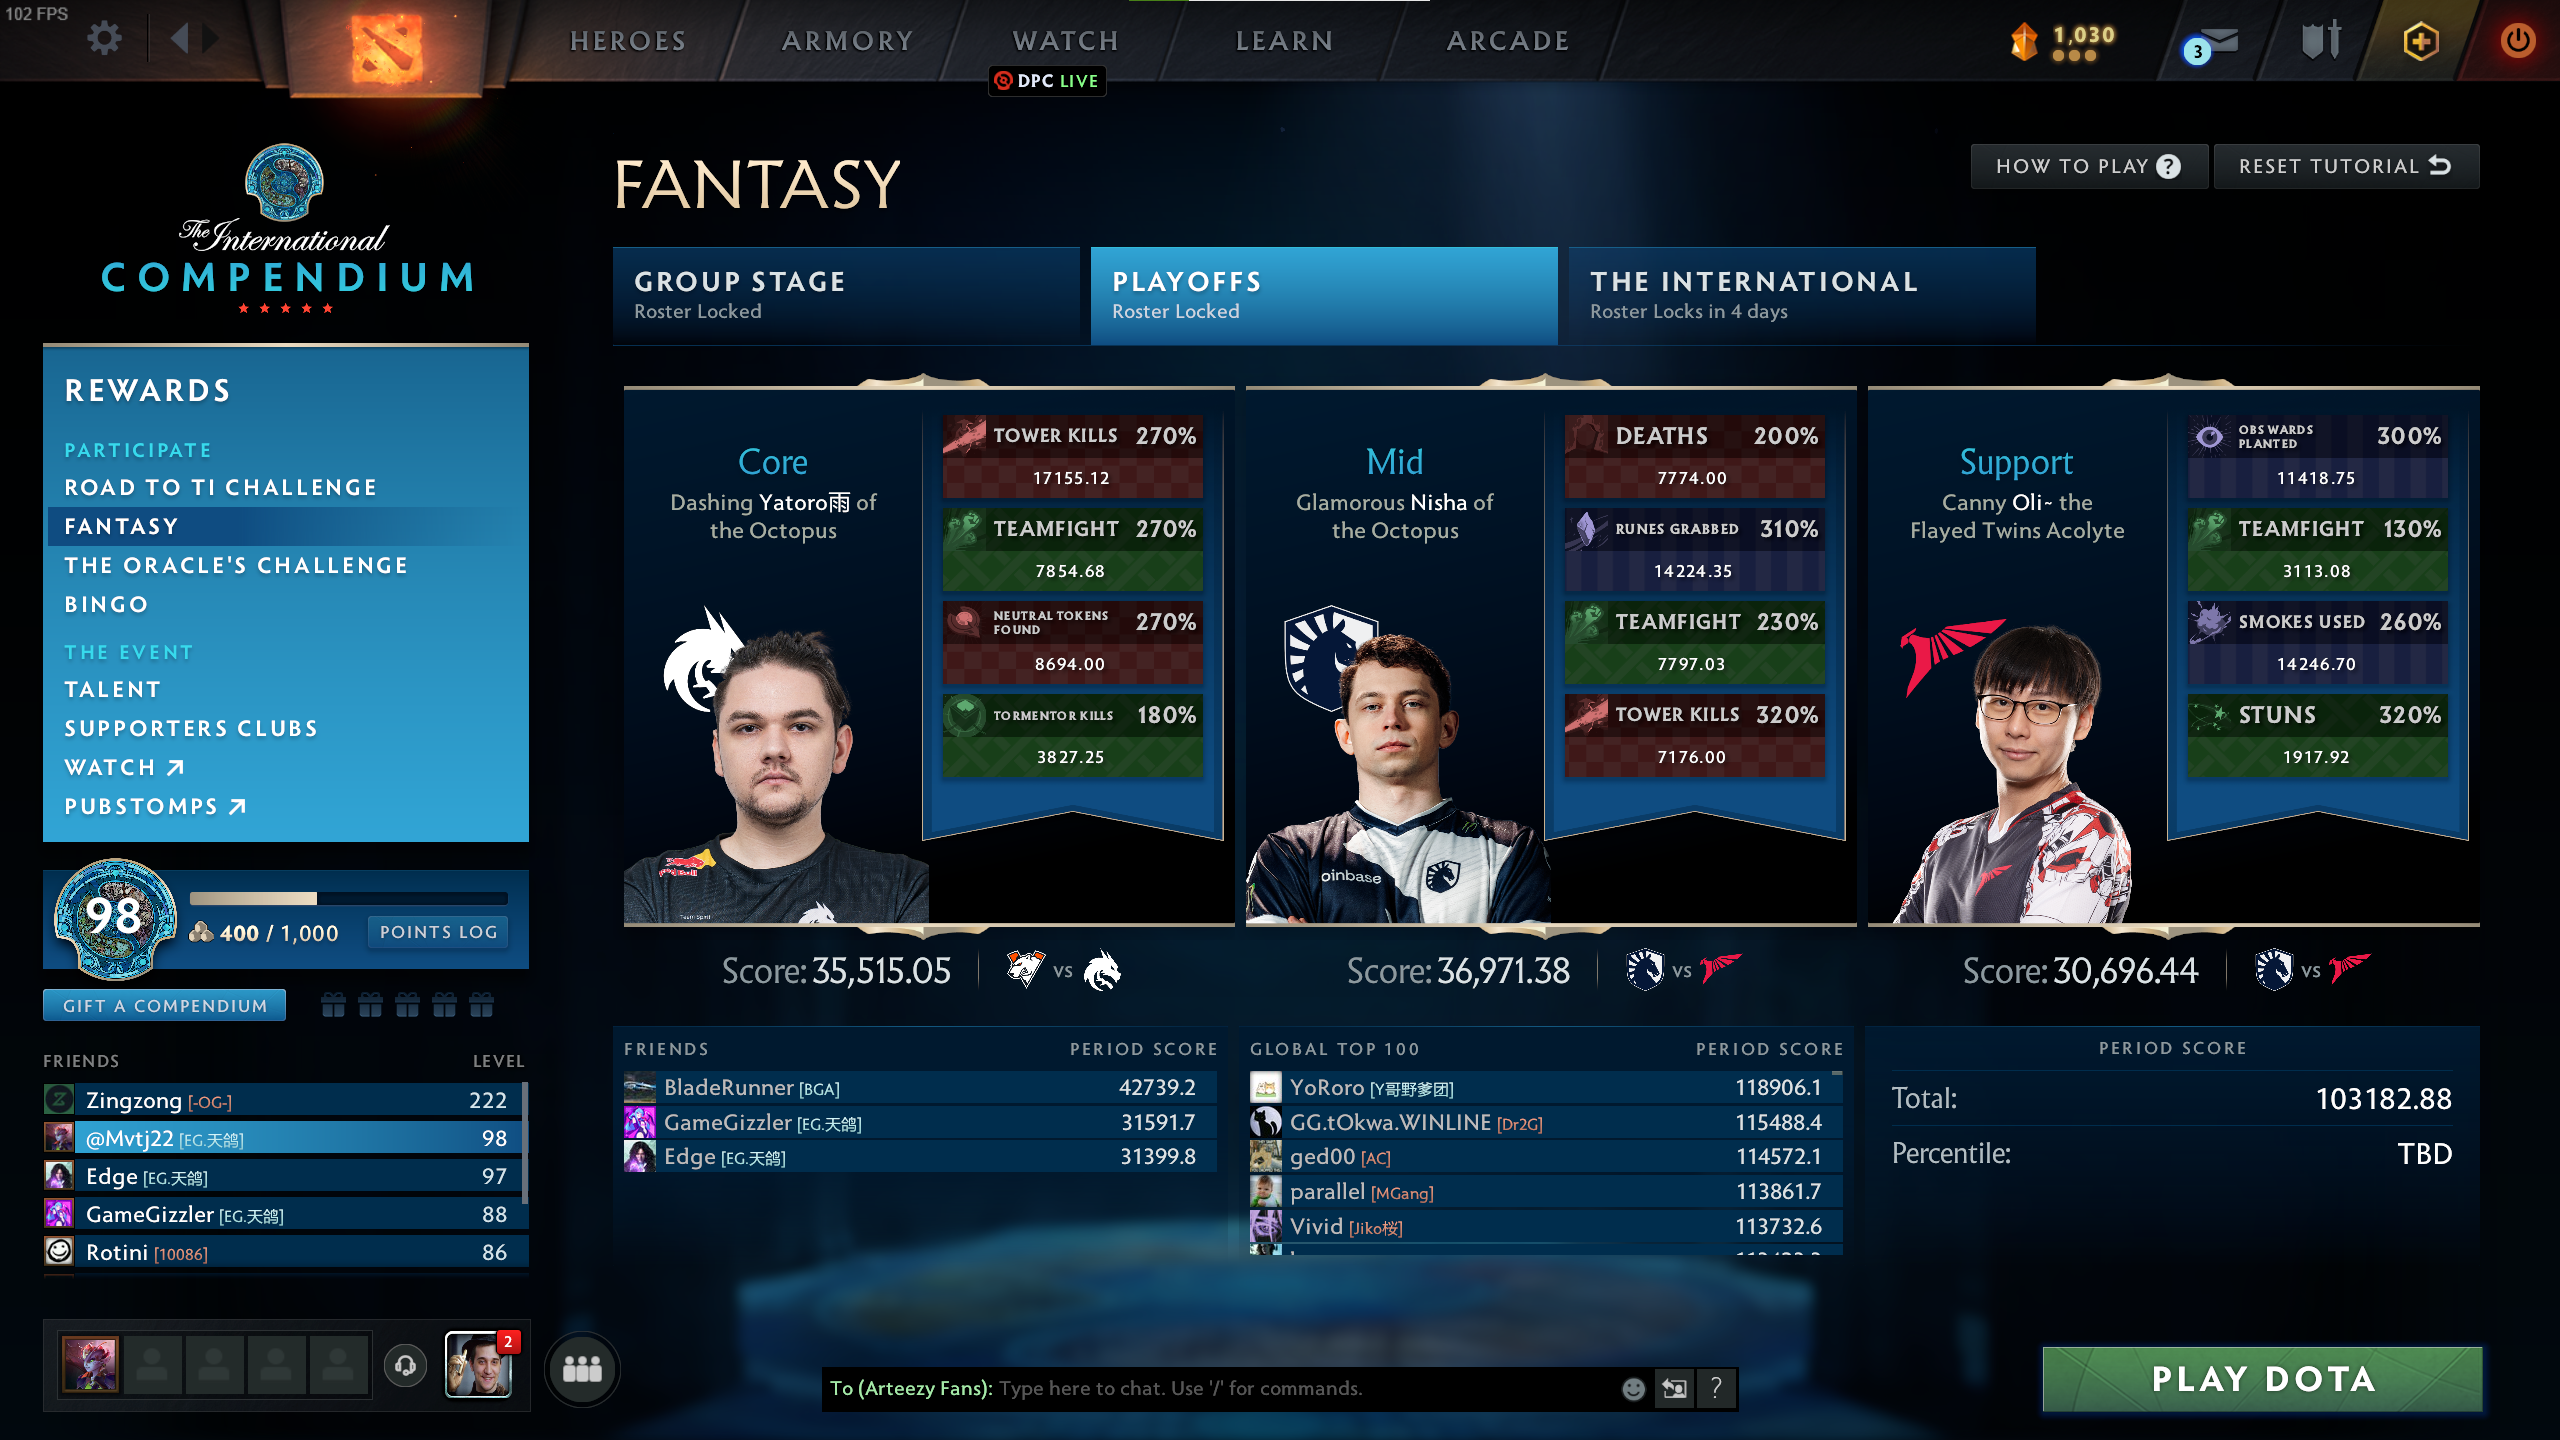 102 FPS
HEROES
ARMORY
WATCH
LEARN
ARCADE
DPC LIVE
1,030
3
The International
COMPENDIUM
REWARDS
PARTICIPATE
ROAD TO TI CHALLENGE
FANTASY
THE ORACLE'S CHALLENGE
BINGO
THE EVENT
TALENT
SUPPORTERS CLUBS
WATCH
PUBSTOMPS
98
400 / 1,000
POINTS LOG
GIFT A COMPENDIUM
FRIENDS LEVEL
Zingzong [-OG-] 222
@Mvtj22 [EG.天鸽] 98
Edge [EG.天鸽] 97
GameGizzler [EG.天鸽] 88
Rotini [10086] 86
2
FANTASY
HOW TO PLAY ?
RESET TUTORIAL
GROUP STAGE
Roster Locked
PLAYOFFS
Roster Locked
THE INTERNATIONAL
Roster Locks in 4 days
Core
Dashing Yatoro雨 of
the Octopus
TOWER KILLS 270%
17155.12
TEAMFIGHT 270%
7854.68
NEUTRAL TOKENS
FOUND
270%
8694.00
TORMENTOR KILLS 180%
3827.25
Red Bull
Team Spirit
Score: 35,515.05
vs
Mid
Glamorous Nisha of
the Octopus
DEATHS 200%
7774.00
RUNES GRABBED 310%
14224.35
TEAMFIGHT 230%
7797.03
TOWER KILLS 320%
7176.00
oinbase
Score: 36,971.38
vs
Support
Canny Oli~ the
Flayed Twins Acolyte
OBS WARDS
PLANTED
300%
11418.75
TEAMFIGHT 130%
3113.08
SMOKES USED 260%
14246.70
STUNS 320%
1917.92
Score: 30,696.44
vs
FRIENDS PERIOD SCORE
BladeRunner [BGA] 42739.2
GameGizzler [EG.天鸽] 31591.7
Edge [EG.天鸽] 31399.8
GLOBAL TOP 100 PERIOD SCORE
YoRoro [Y哥野爹团] 118906.1
GG.tOkwa.WINLINE [Dr2G] 115488.4
ged00 [AC] 114572.1
parallel [MGang] 113861.7
Vivid [Jiko桜] 113732.6
PERIOD SCORE
Total: 103182.88
Percentile: TBD
To (Arteezy Fans): Type here to chat. Use '/' for commands.
?
PLAY DOTA